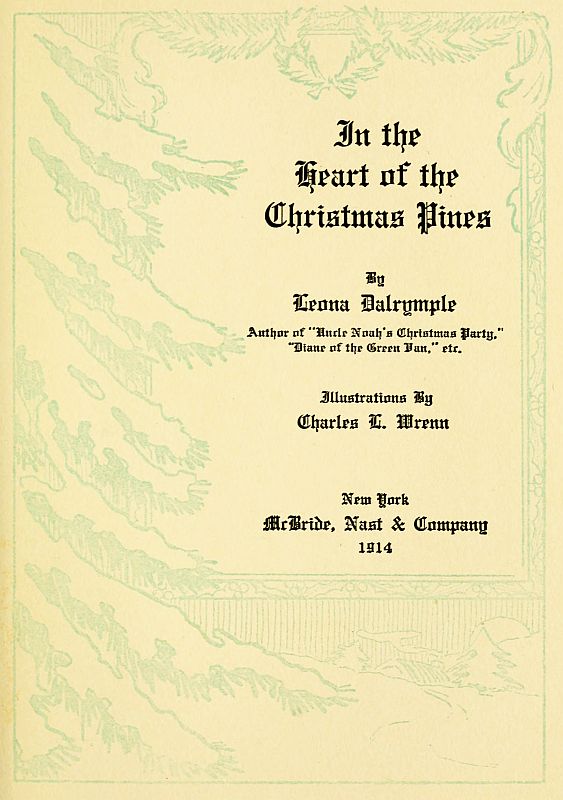 In the
Heart of the
Christmas Pines
By
Leona Dalrymple
Author of "Uncle Noah's Christmas Party,"
"Diane of the Green Van," etc.
Illustrations By
Charles L. Wrenn
New York
McBride, Nast & Company
1914